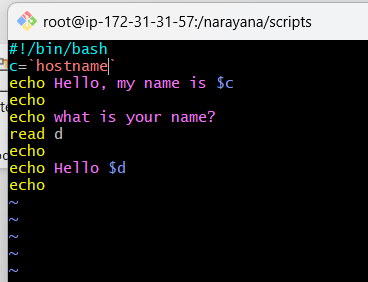 root@ip-172-31-31-57:/narayana/scripts
#!/bin/bash
c=`hostname`
echo Hello, my name is $c
echo
echo what is your name?
read d
echo
echo Hello $d
echo
~
~
~
~
~